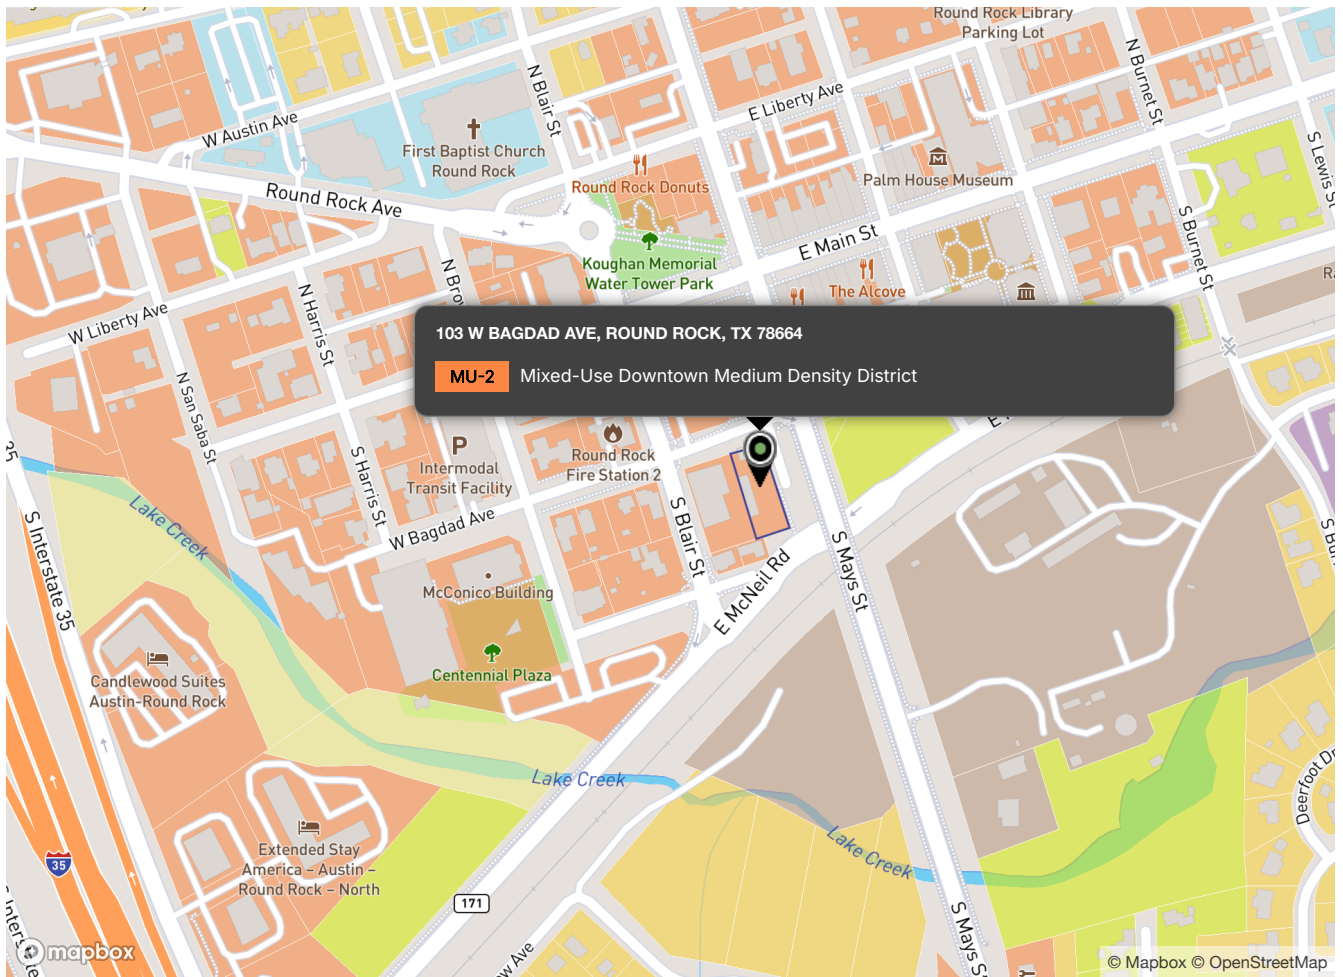 Round Rock Library
Parking Lot
N Burnet St
N Blair St
E Liberty Ave
W Austin Ave
First Baptist Church
Round Rock
Round Rock Donuts
Palm House Museum
S Lewis St
Round Rock Ave
E Main St
S Burnet St
Koughan Memorial
Water Tower Park
The Alcove
N Harris St
W Liberty Ave
103 W BAGDAD AVE, ROUND ROCK, TX 78664
MU-2 Mixed-Use Downtown Medium Density District
N San Saba St
P
Intermodal
Transit Facility
Round Rock
Fire Station 2
S Harris St
35
W Bagdad Ave
S Blair St
Lake Creek
S Interstate 35
S Mays St
E McNeil Rd
McConico Building
Centennial Plaza
Candlewood Suites
Austin-Round Rock
Lake Creek
Deerfoot Dr
Lake Creek
Extended Stay
America – Austin –
Round Rock – North
35
171
S Mays St
mapbox
© Mapbox © OpenStreetMap